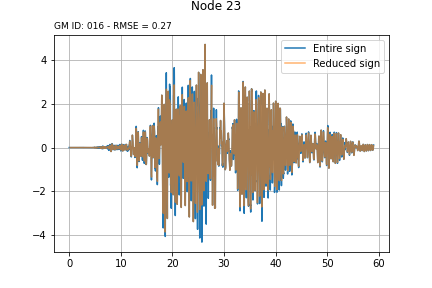 Node 23
GM ID: 016 - RMSE = 0.27
Entire sign
Reduced sign
4
2
0
−2
−4
0 10 20 30 40 50 60